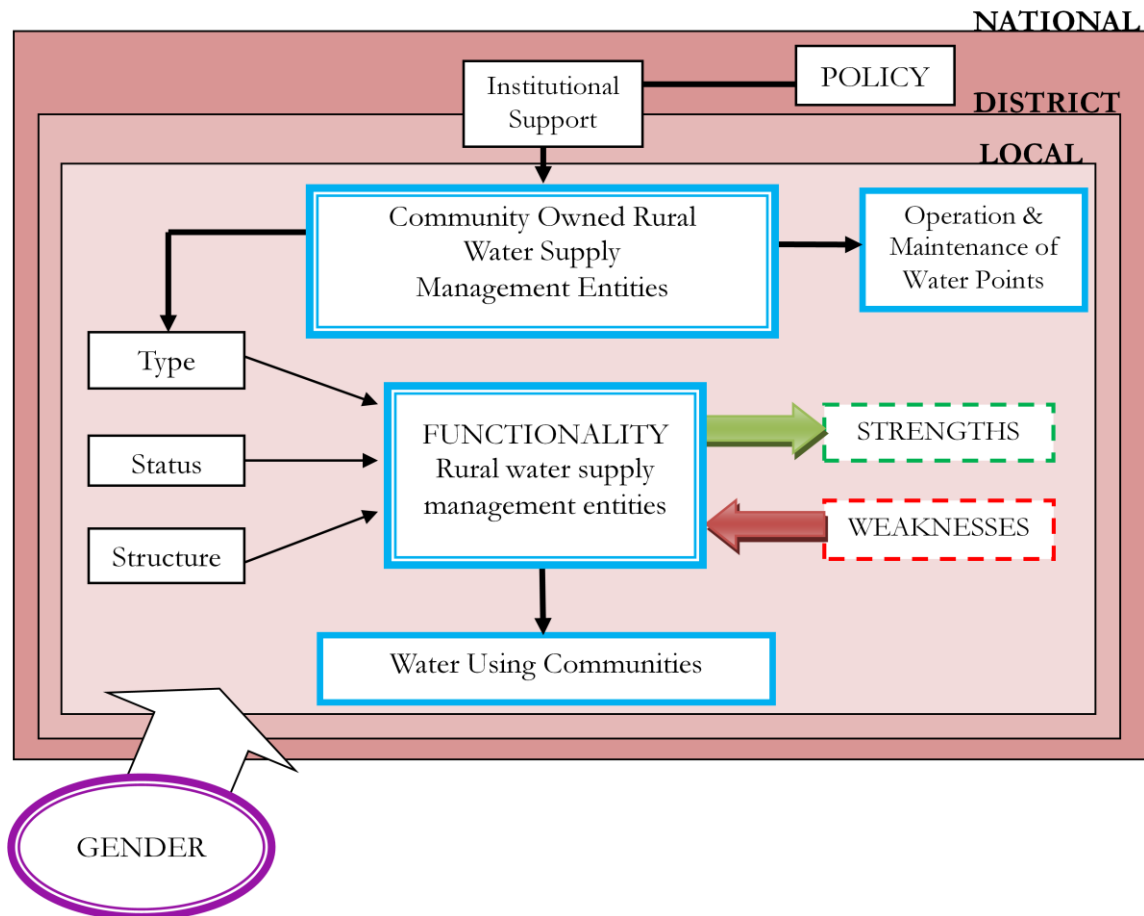 NATIONAL
POLICY
Institutional
Support
DISTRICT
LOCAL
Community Owned Rural
Water Supply
Management Entities
Operation &
Maintenance of
Water Points
Type
Status
Structure
FUNCTIONALITY
Rural water supply
management entities
STRENGTHS
WEAKNESSES
Water Using Communities
GENDER